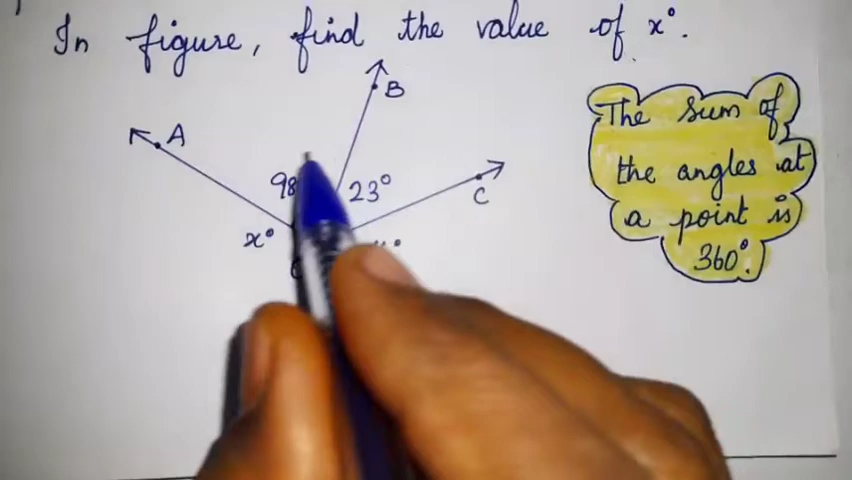 In figure, find the value of x°.
B
A
The sum of
the angles at
a point is
360°.
98
23°
C
x°